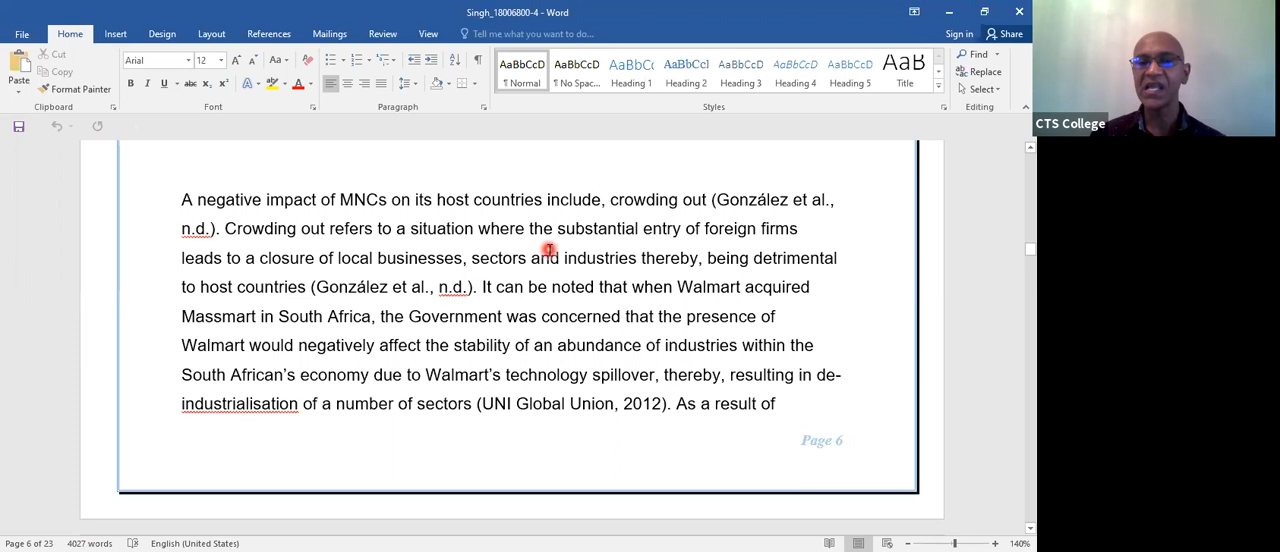 Singh_18006800-4 - Word
File Home Insert Design Layout References Mailings Review View Tell me what you want to do... Sign in Share
Paste
Cut
Copy
Format Painter
Clipboard
Arial 12
Font
Paragraph
AaBbCcD AaBbCcD AaBbCc AaBbCcI AaBbCcD AaBbCcD AaBbCcD AaB
¶ Normal ¶ No Spac... Heading 1 Heading 2 Heading 3 Heading 4 Heading 5 Title
Styles
Find
Replace
Select
Editing
CTS College
A negative impact of MNCs on its host countries include, crowding out (González et al.,
n.d.). Crowding out refers to a situation where the substantial entry of foreign firms
leads to a closure of local businesses, sectors and industries thereby, being detrimental
to host countries (González et al., n.d.). It can be noted that when Walmart acquired
Massmart in South Africa, the Government was concerned that the presence of
Walmart would negatively affect the stability of an abundance of industries within the
South African's economy due to Walmart's technology spillover, thereby, resulting in de-
industrialisation of a number of sectors (UNI Global Union, 2012). As a result of
Page 6
Page 6 of 23 4027 words English (United States) 140%